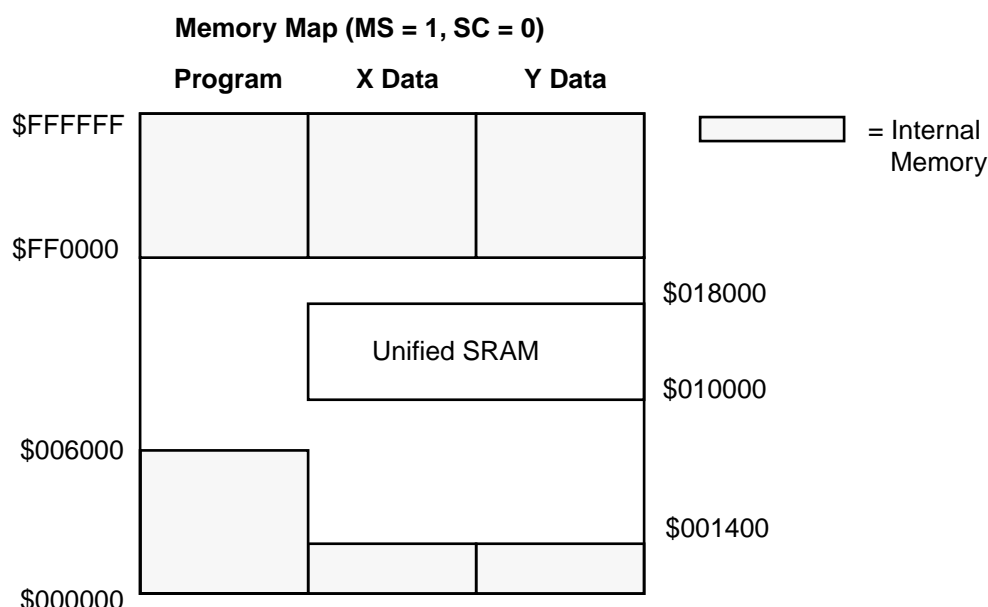 Memory Map (MS = 1, SC = 0)
Program X Data Y Data
$FFFFFF
= Internal
Memory
$FF0000
$018000
Unified SRAM
$010000
$006000
$001400
$000000